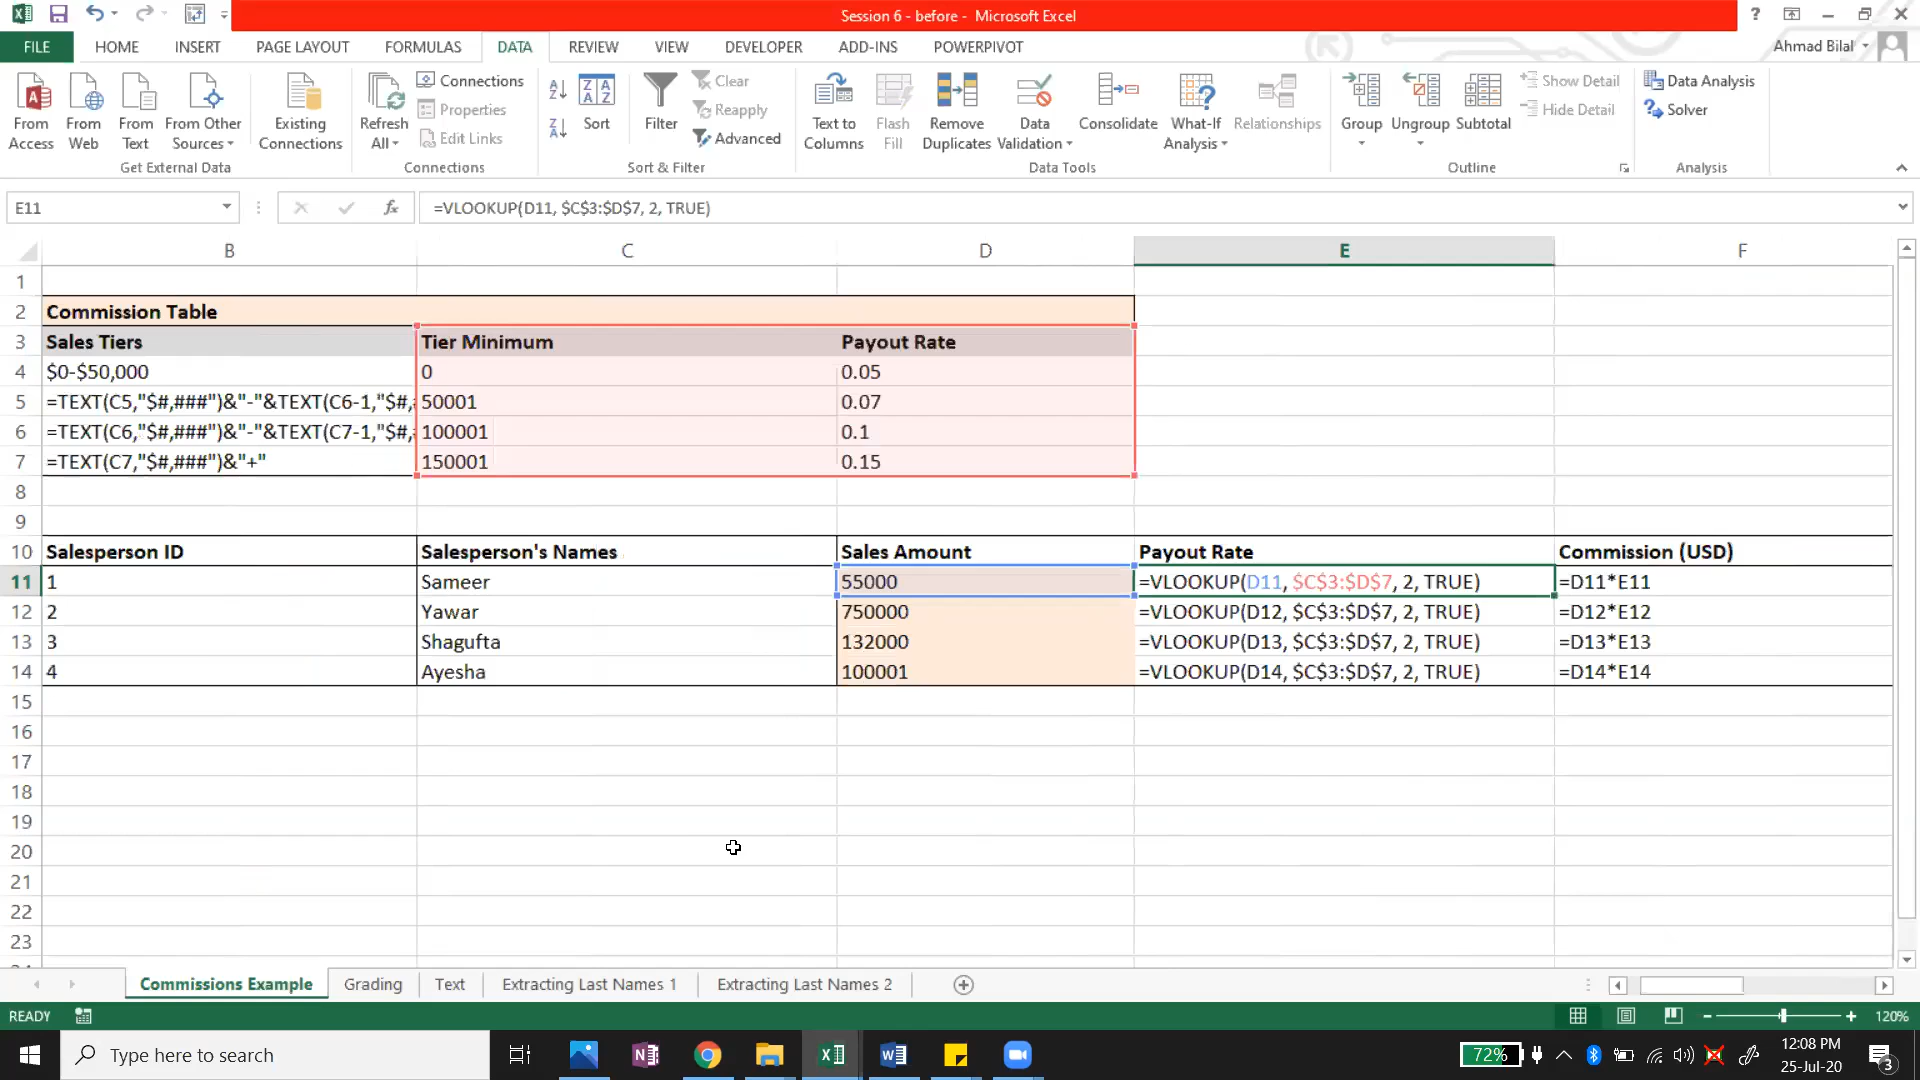 Session 6 - before - Microsoft Excel
?
FILE HOME INSERT PAGE LAYOUT FORMULAS DATA REVIEW VIEW DEVELOPER ADD-INS POWERPIVOT Ahmad Bilal
From Access
From Web
From Text
From Other Sources
Existing Connections
Get External Data
Refresh All
Connections
Properties
Edit Links
Connections
Sort
Filter
Clear
Reapply
Advanced
Sort & Filter
Text to Columns
Flash Fill
Remove Duplicates
Data Validation
Consolidate
What-If Analysis
Relationships
Data Tools
Group
Ungroup
Subtotal
Show Detail
Hide Detail
Outline
Data Analysis
Solver
Analysis
E11 fx =VLOOKUP(D11, $C$3:$D$7, 2, TRUE)
B C D E F
1
2 Commission Table
3 Sales Tiers Tier Minimum Payout Rate
4 $0-$50,000 0 0.05
5 =TEXT(C5,"$#,###")&"-"&TEXT(C6-1,"$#, 50001 0.07
6 =TEXT(C6,"$#,###")&"-"&TEXT(C7-1,"$#, 100001 0.1
7 =TEXT(C7,"$#,###")&"+" 150001 0.15
8
9
10 Salesperson ID Salesperson's Names Sales Amount Payout Rate Commission (USD)
11 1 Sameer 55000 =VLOOKUP(D11, $C$3:$D$7, 2, TRUE) =D11*E11
12 2 Yawar 750000 =VLOOKUP(D12, $C$3:$D$7, 2, TRUE) =D12*E12
13 3 Shagufta 132000 =VLOOKUP(D13, $C$3:$D$7, 2, TRUE) =D13*E13
14 4 Ayesha 100001 =VLOOKUP(D14, $C$3:$D$7, 2, TRUE) =D14*E14
15
16
17
18
19
20
21
22
23
Commissions Example Grading Text Extracting Last Names 1 Extracting Last Names 2
READY 120%
Type here to search
72%
12:08 PM
25-Jul-20
3